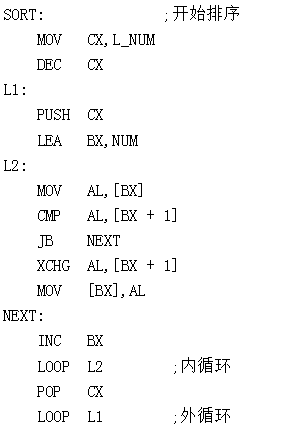 SORT: ;开始排序
MOV CX,L_NUM
DEC CX
L1:
PUSH CX
LEA BX,NUM
L2:
MOV AL,[BX]
CMP AL,[BX + 1]
JB NEXT
XCHG AL,[BX + 1]
MOV [BX],AL
NEXT:
INC BX
LOOP L2 ;内循环
POP CX
LOOP L1 ;外循环